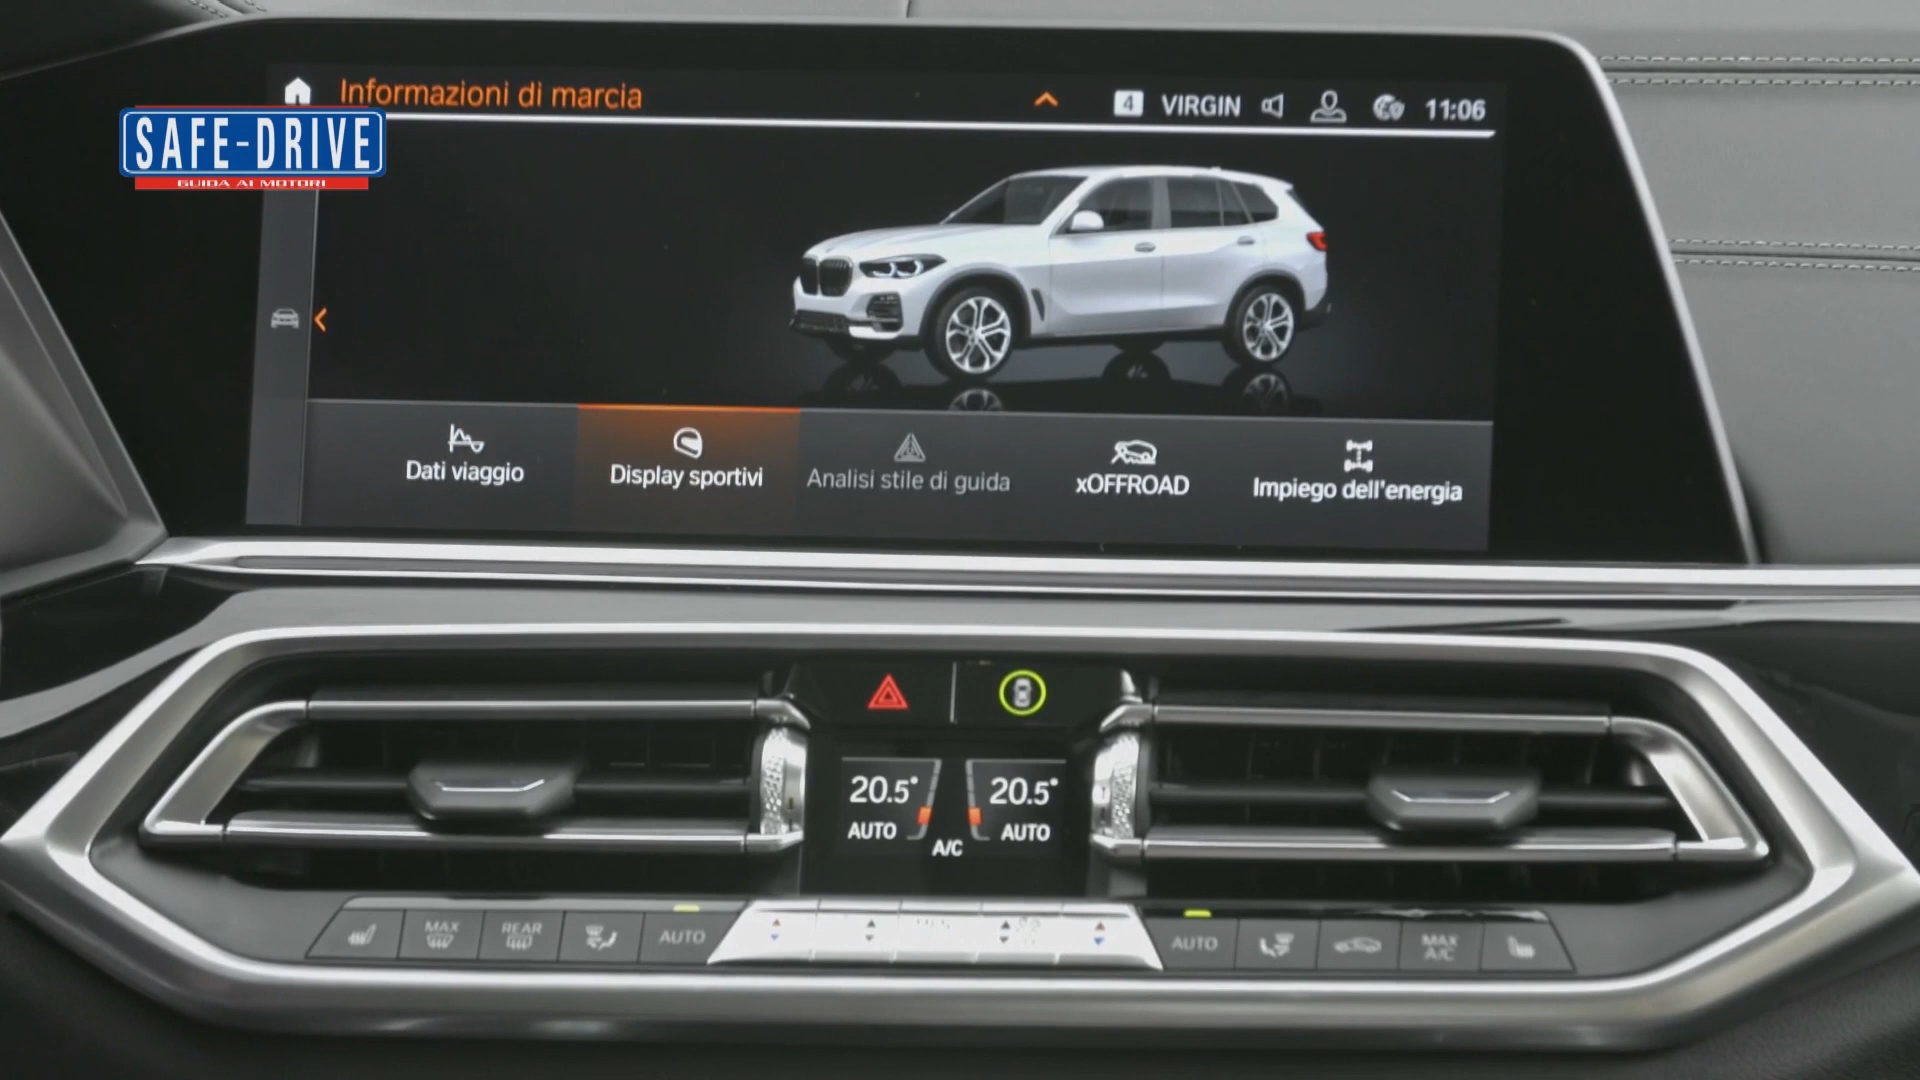 Informazioni di marcia
4 VIRGIN 11:06
SAFE-DRIVE
GUIDA AI MOTORI
Dati viaggio
Display sportivi
Analisi stile di guida
xOFFROAD
Impiego dell'energia
20.5° 20.5°
AUTO AUTO
A/C
MAX
REAR
AUTO
AUTO
MAX
A/C